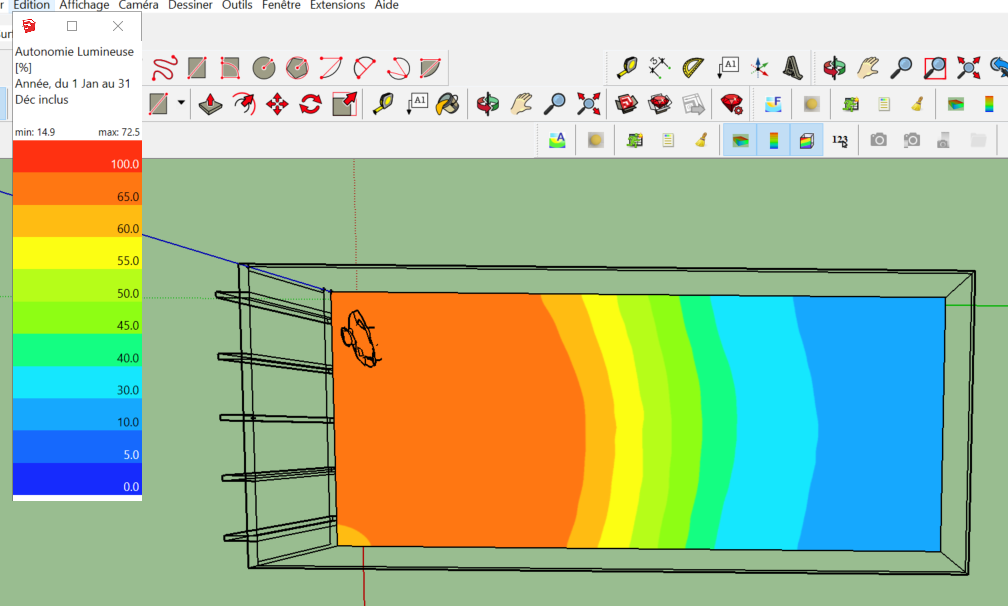 Edition Affichage Caméra Dessiner Outils Fenêtre Extensions Aide
Autonomie Lumineuse
[%]
Année, du 1 Jan au 31
Déc inclus
min: 14.9 max: 72.5
100.0
65.0
60.0
55.0
50.0
45.0
40.0
30.0
10.0
5.0
0.0
A1
A1
F
A
123